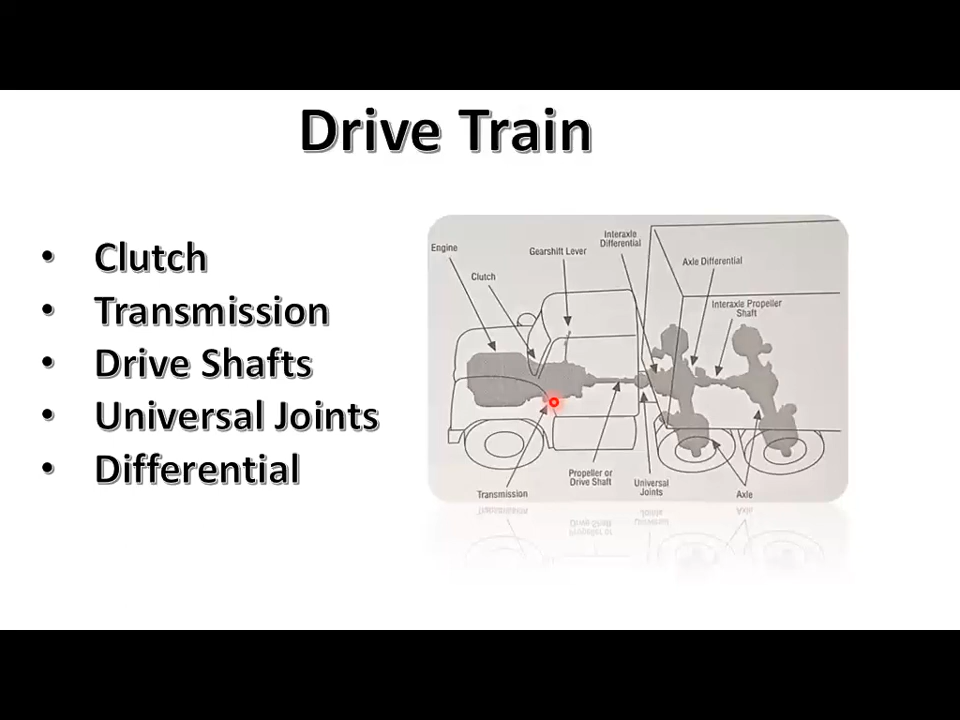 Drive Train
• Clutch
• Transmission
• Drive Shafts
• Universal Joints
• Differential
Engine
Clutch
Gearshift Lever
Interaxle
Differential
Axle Differential
Interaxle Propeller
Shaft
Transmission
Propeller or
Drive Shaft
Universal
Joints
Axle